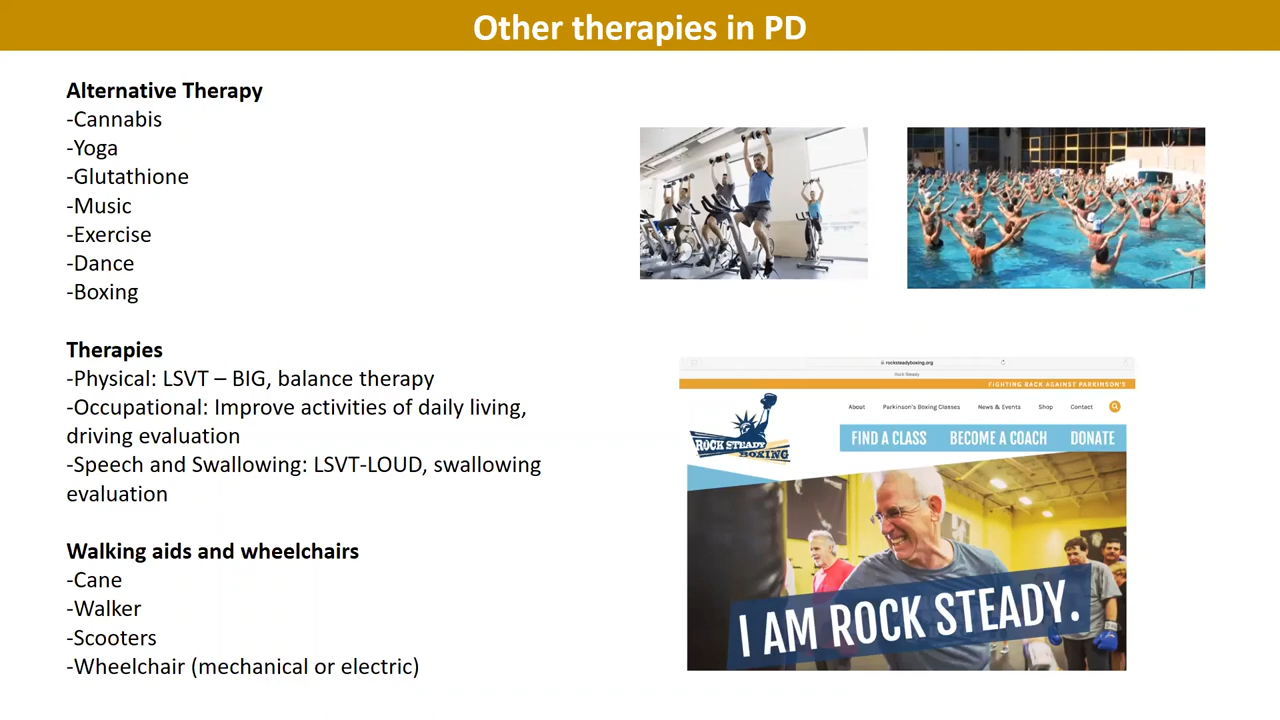 Other therapies in PD
Alternative Therapy
-Cannabis
-Yoga
-Glutathione
-Music
-Exercise
-Dance
-Boxing
Therapies
-Physical: LSVT – BIG, balance therapy
-Occupational: Improve activities of daily living,
driving evaluation
-Speech and Swallowing: LSVT-LOUD, swallowing
evaluation
Walking aids and wheelchairs
-Cane
-Walker
-Scooters
-Wheelchair (mechanical or electric)
rocksteadyboxing.org
Rock Steady
FIGHTING BACK AGAINST PARKINSON'S
ROCK STEADY
BOXING
About Parkinson's Boxing Classes News & Events Shop Contact
FIND A CLASS BECOME A COACH DONATE
I AM ROCK STEADY.